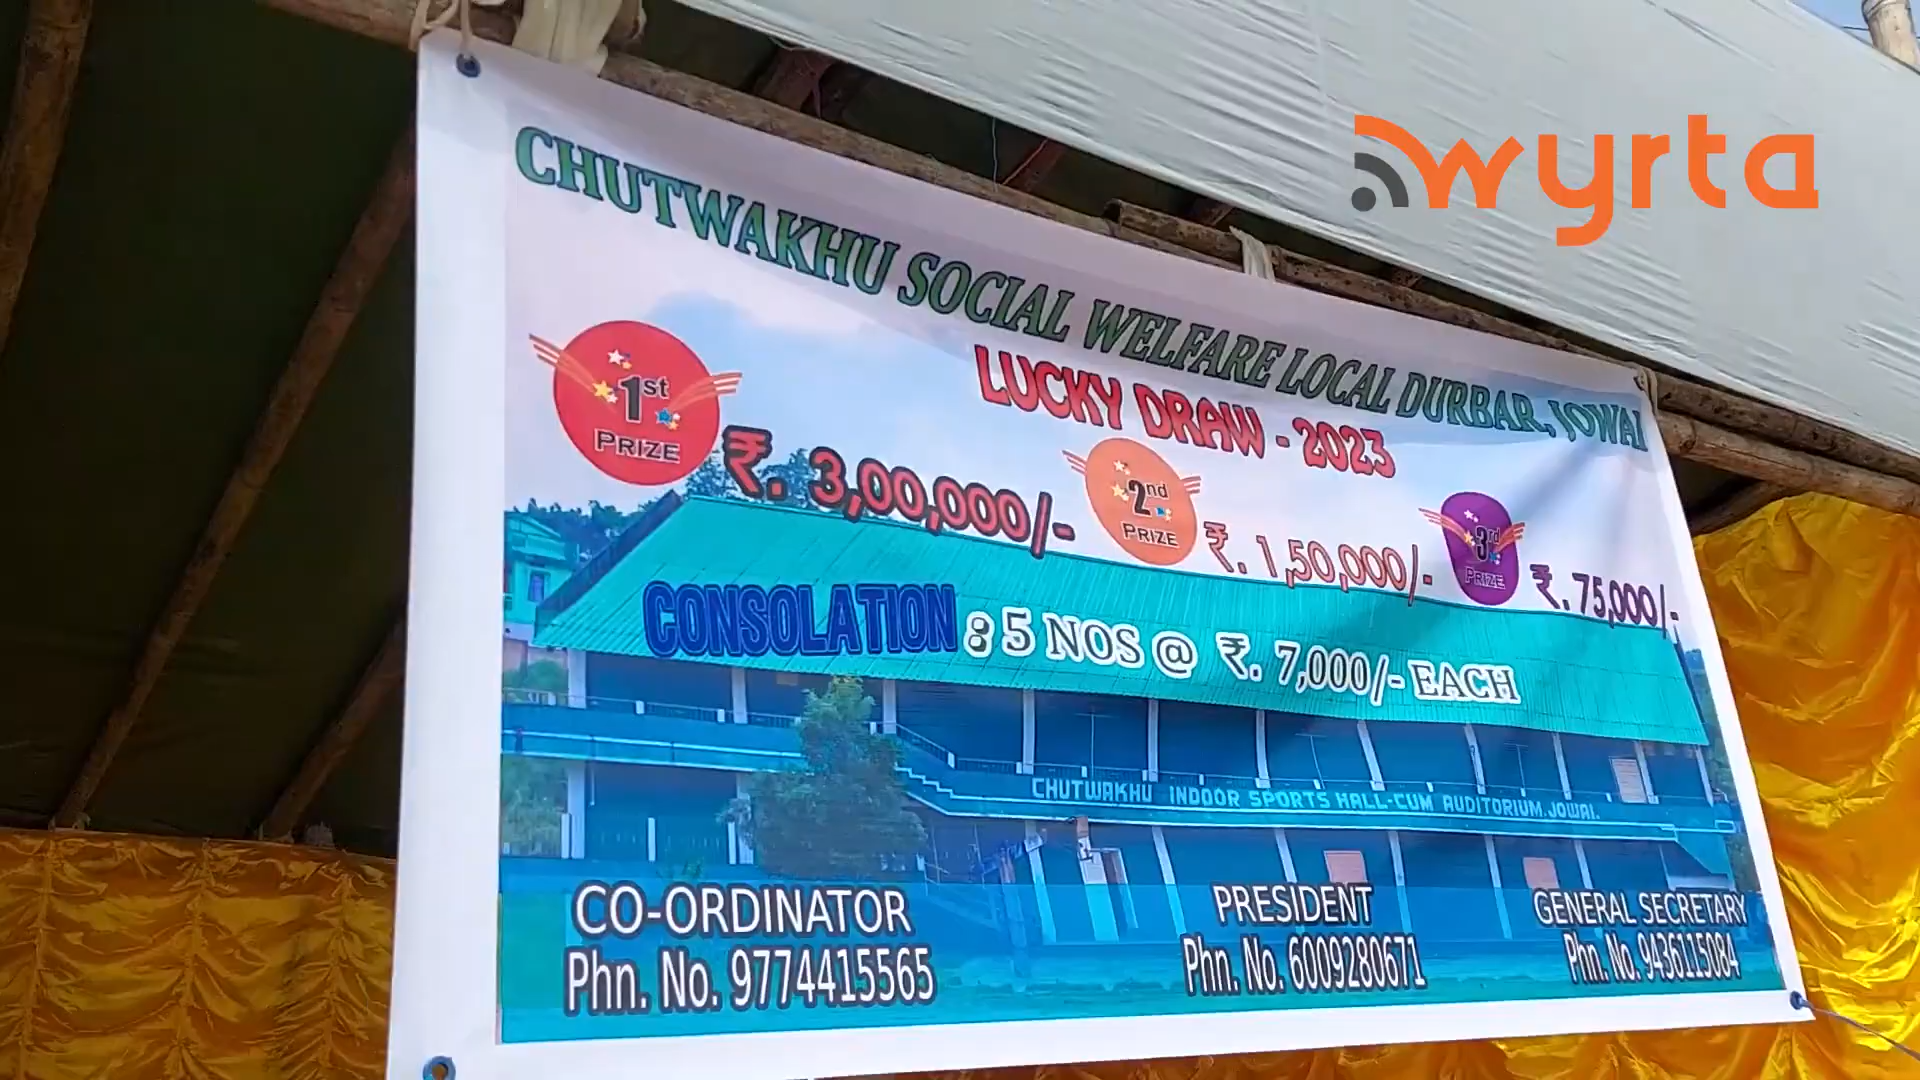 wyrta
CHUTWAKHU SOCIAL WELFARE LOCAL DURBAR, JOWAI
LUCKY DRAW - 2023
1st PRIZE
₹. 3,00,000/-
2nd PRIZE
₹. 1,50,000/-
3rd PRIZE
₹. 75,000/-
CONSOLATION : 5 NOS @ ₹. 7,000/- EACH
CHUTWAKHU INDOOR SPORTS HALL-CUM AUDITORIUM.JOWAI.
CO-ORDINATOR
Phn. No. 9774415565
PRESIDENT
Phn. No. 6009280671
GENERAL SECRETARY
Phn. No. 9436115084